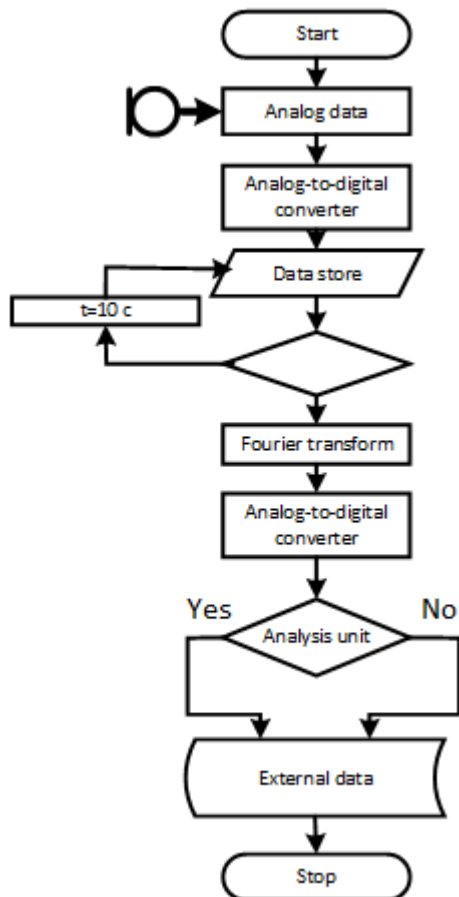 Start
Analog data
Analog-to-digital
converter
Data store
t=10 c
Fourier transform
Analog-to-digital
converter
Yes
No
Analysis unit
External data
Stop